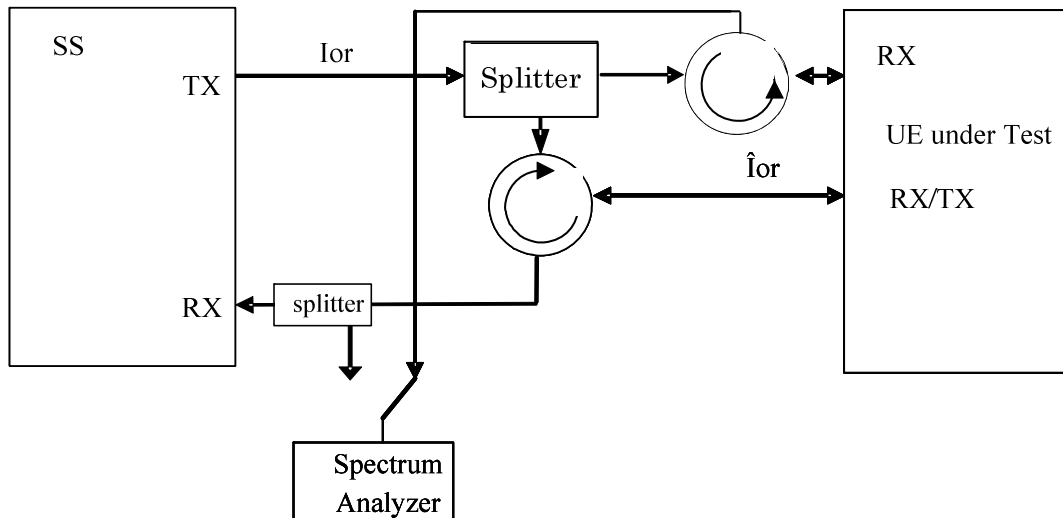 SS
Ior
TX
Splitter
RX
UE under Test
Îor
RX/TX
RX
splitter
Spectrum
Analyzer